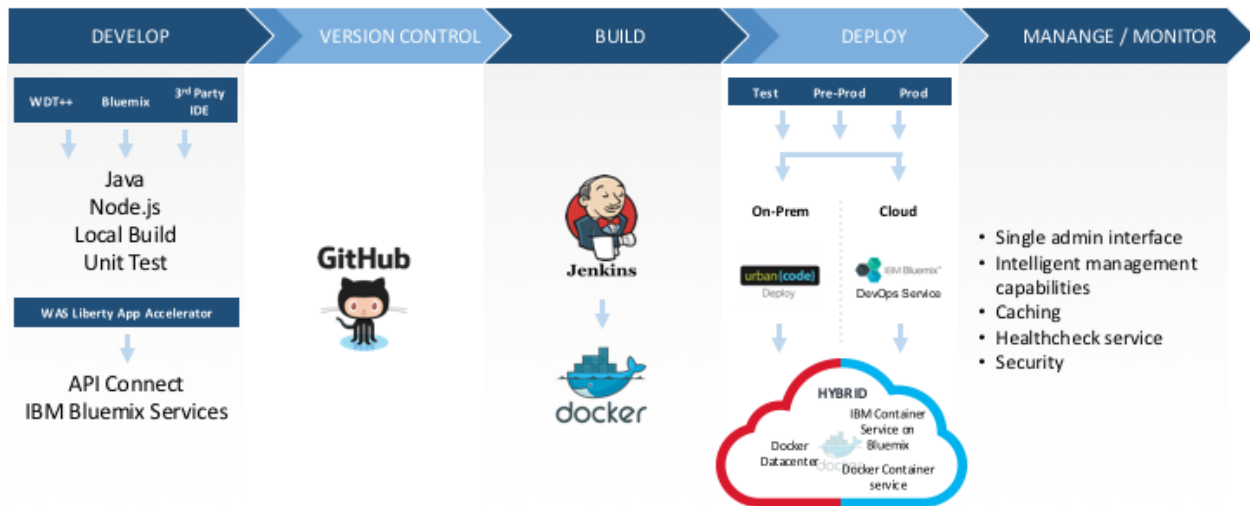 DEVELOP
VERSION CONTROL
BUILD
DEPLOY
MANANGE / MONITOR
WDT++
Bluemix
3rd Party
IDE
Java
Node.js
Local Build
Unit Test
WAS Liberty App Accelerator
API Connect
IBM Bluemix Services
GitHub
Jenkins
docker
Test
Pre-Prod
Prod
On-Prem
Cloud
urban{code}
Deploy
IBM Bluemix™
DevOps Service
HYBRID
IBM Container
Service on
Bluemix
Docker
Datacenter
docker
Docker Container
service
• Single admin interface
• Intelligent management
capabilities
• Caching
• Healthcheck service
• Security